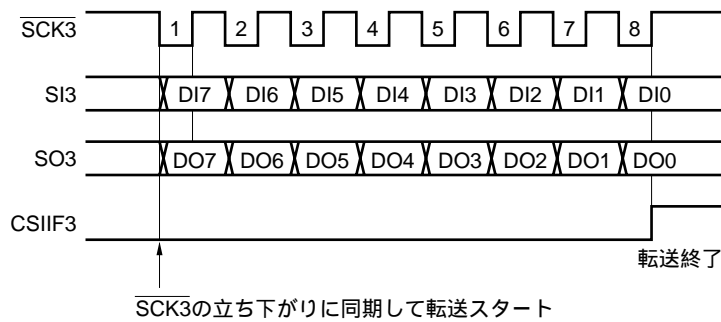 SCK3 1 2 3 4 5 6 7 8
SI3 DI7 DI6 DI5 DI4 DI3 DI2 DI1 DI0
SO3 DO7 DO6 DO5 DO4 DO3 DO2 DO1 DO0
CSIIF3
転送終了
SCK3の立ち下がりに同期して転送スタート